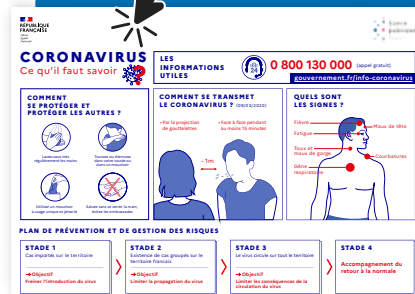 RÉPUBLIQUE
FRANÇAISE
CORONAVIRUS
Ce qu'il faut savoir
LES
INFORMATIONS
UTILES
24
0 800 130 000 (appel gratuit)
gouvernement.fr/info-coronavirus
COMMENT
SE PROTÉGER ET
PROTÉGER LES AUTRES ?
Lavez-vous très
régulièrement les mains
Toussez ou éternuez
dans votre coude ou
dans un mouchoir
Utilisez un mouchoir
à usage unique et jetez-le
Saluez sans se serrer la main,
évitez les embrassades
COMMENT SE TRANSMET
LE CORONAVIRUS ? (09/03/2020)
• Par la projection
de gouttelettes
• Face à face pendant
au moins 15 minutes
~1m
QUELS SONT
LES SIGNES ?
Fièvre
Fatigue
Toux et
maux de gorge
Gêne
respiratoire
Maux de tête
Courbatures
PLAN DE PRÉVENTION ET DE GESTION DES RISQUES
STADE 1
Cas importés sur le territoire
➔Objectif
Freiner l'introduction du virus
STADE 2
Existence de cas groupés sur le
territoire français
➔Objectif
Limiter la propagation du virus
STADE 3
Le virus circule sur tout le territoire
➔Objectif
Limiter les conséquences de la
circulation du virus
STADE 4
Accompagnement du
retour à la normale